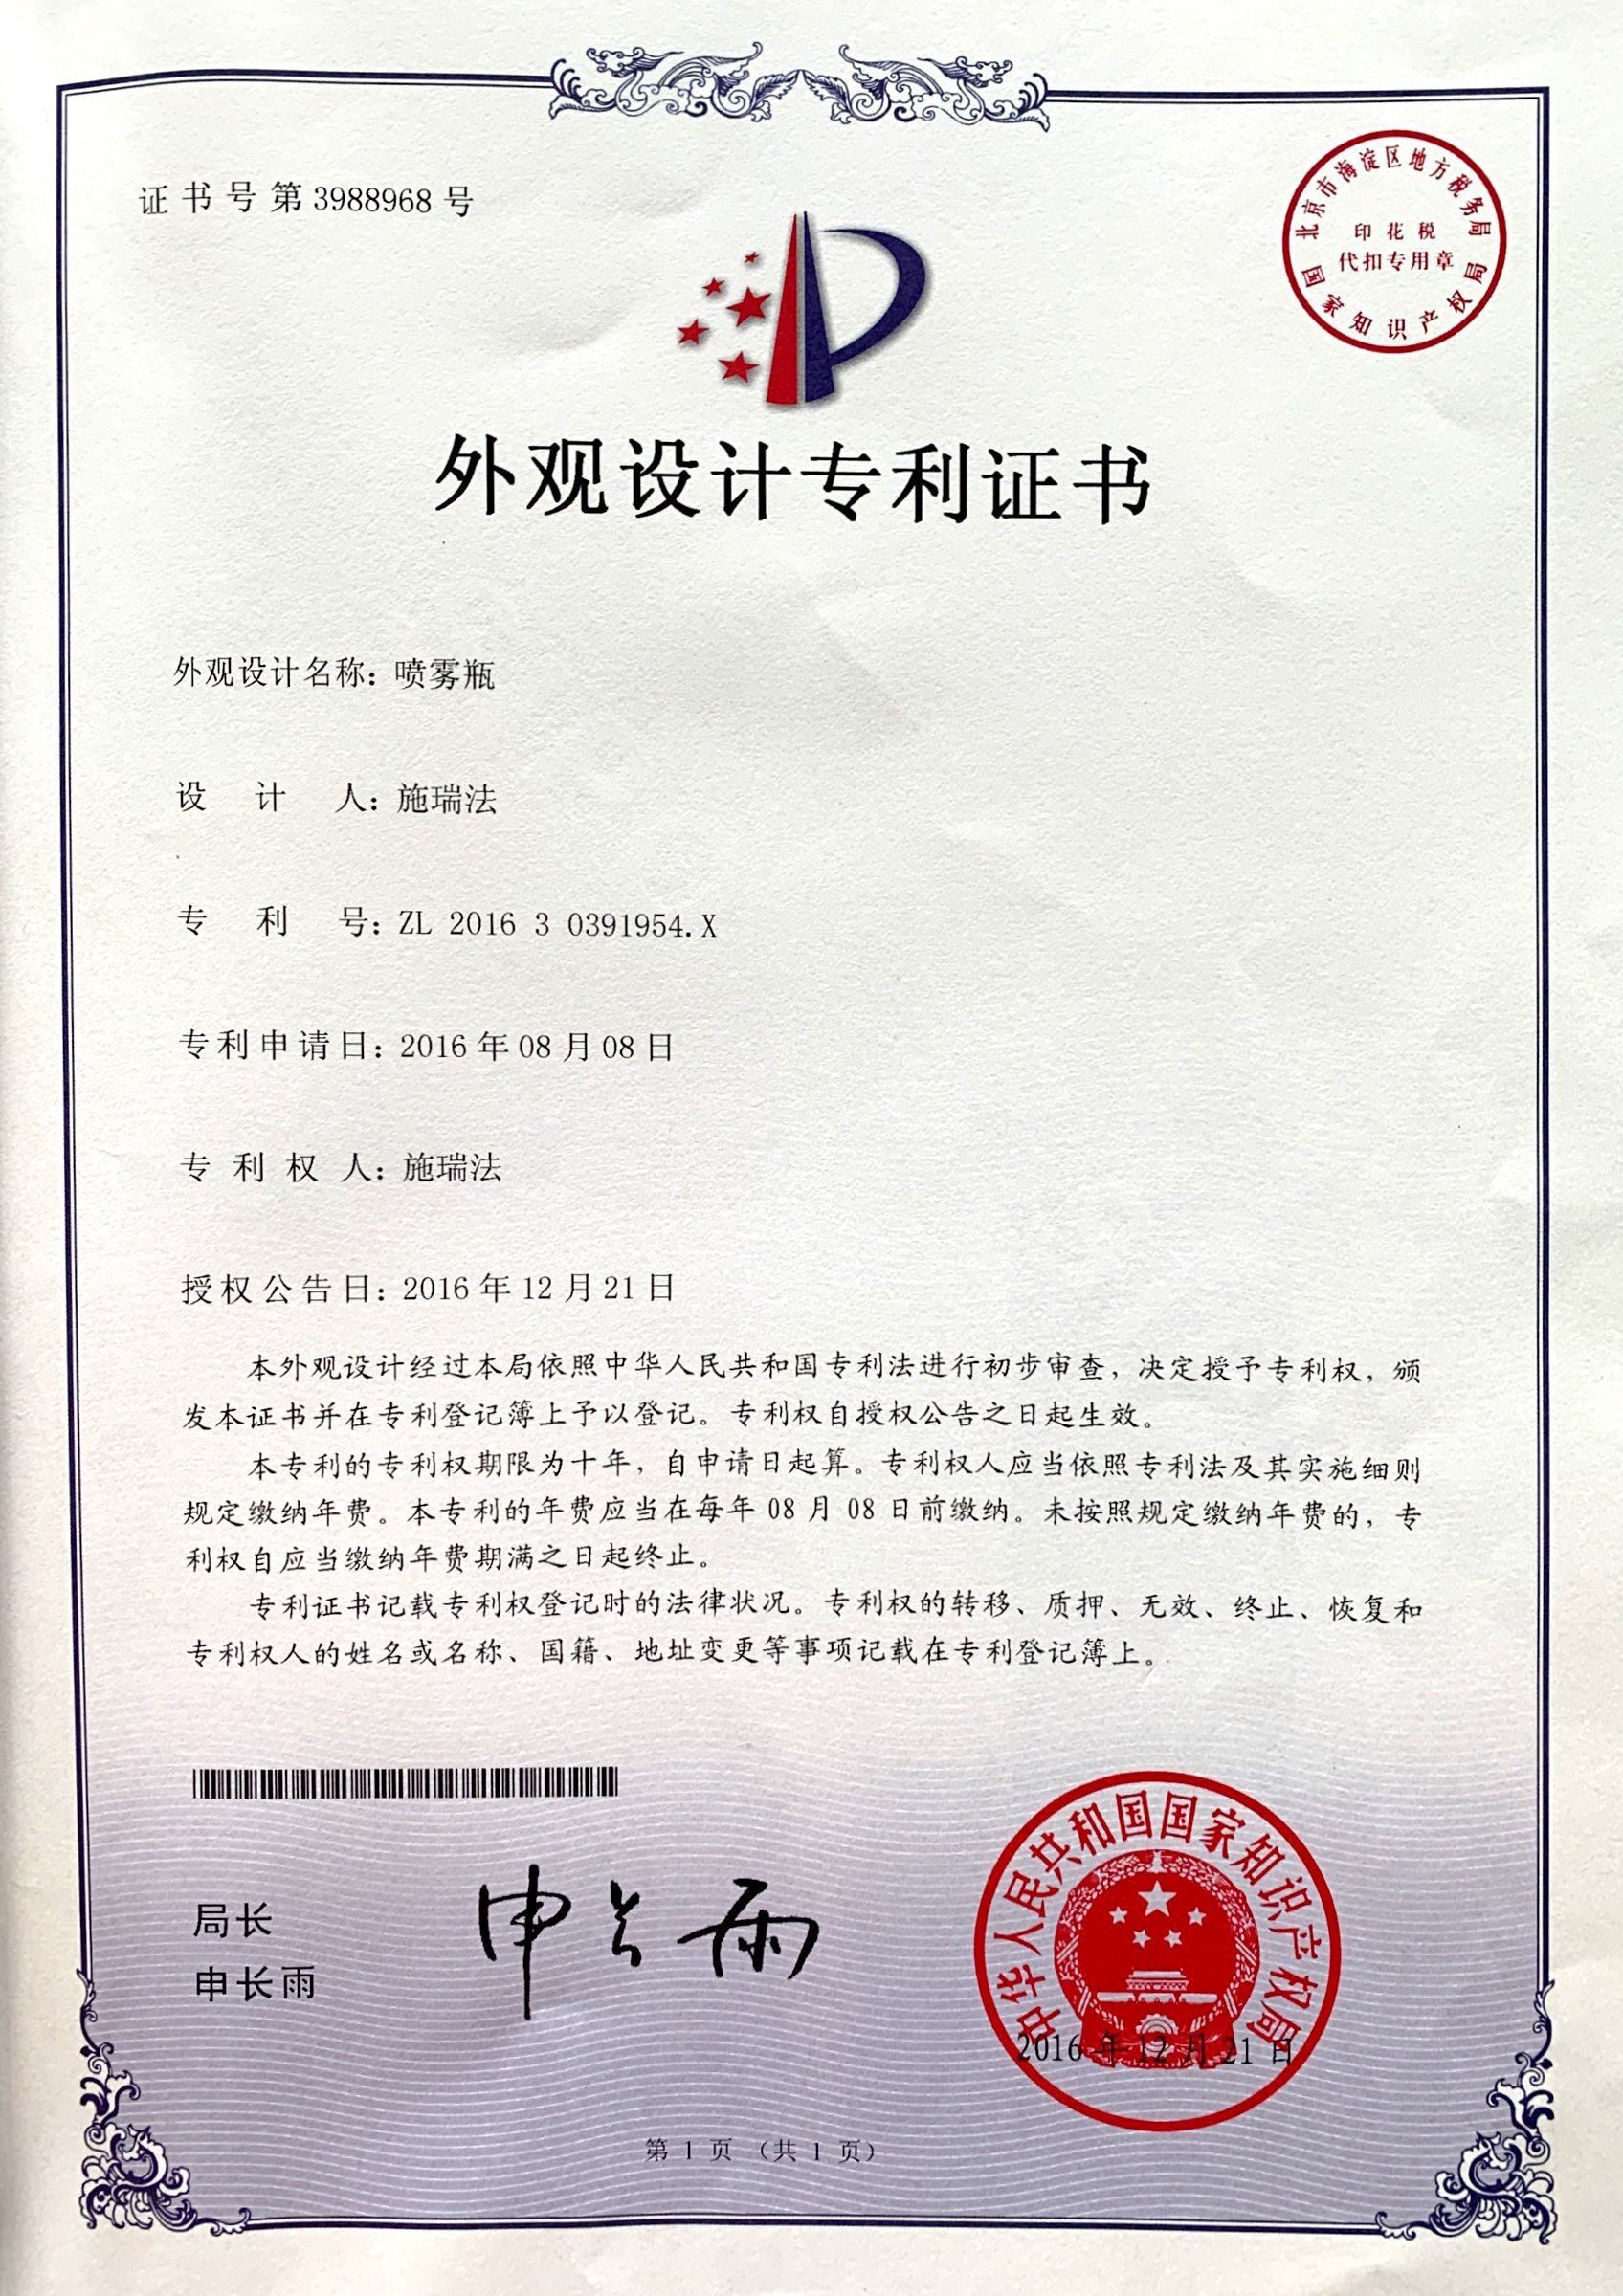 证书号第3988968号
北京市海淀区地方税务局
印花税
代扣专用章
国家知识产权局
外观设计专利证书
外观设计名称：喷雾瓶
设计人：施瑞法
专利号：ZL 2016 3 0391954.X
专利申请日：2016年08月08日
专利权人：施瑞法
授权公告日：2016年12月21日
本外观设计经过本局依照中华人民共和国专利法进行初步审查，决定授予专利权，颁
发本证书并在专利登记簿上予以登记。专利权自授权公告之日起生效。
本专利的专利权期限为十年，自申请日起算。专利权人应当依照专利法及其实施细则
规定缴纳年费。本专利的年费应当在每年08月08日前缴纳。未按照规定缴纳年费的，专
利权自应当缴纳年费期满之日起终止。
专利证书记载专利权登记时的法律状况。专利权的转移、质押、无效、终止、恢复和
专利权人的姓名或名称、国籍、地址变更等事项记载在专利登记簿上。
局长
申长雨
申长雨
中华人民共和国国家知识产权局
2016年12月21日
第1页（共1页）